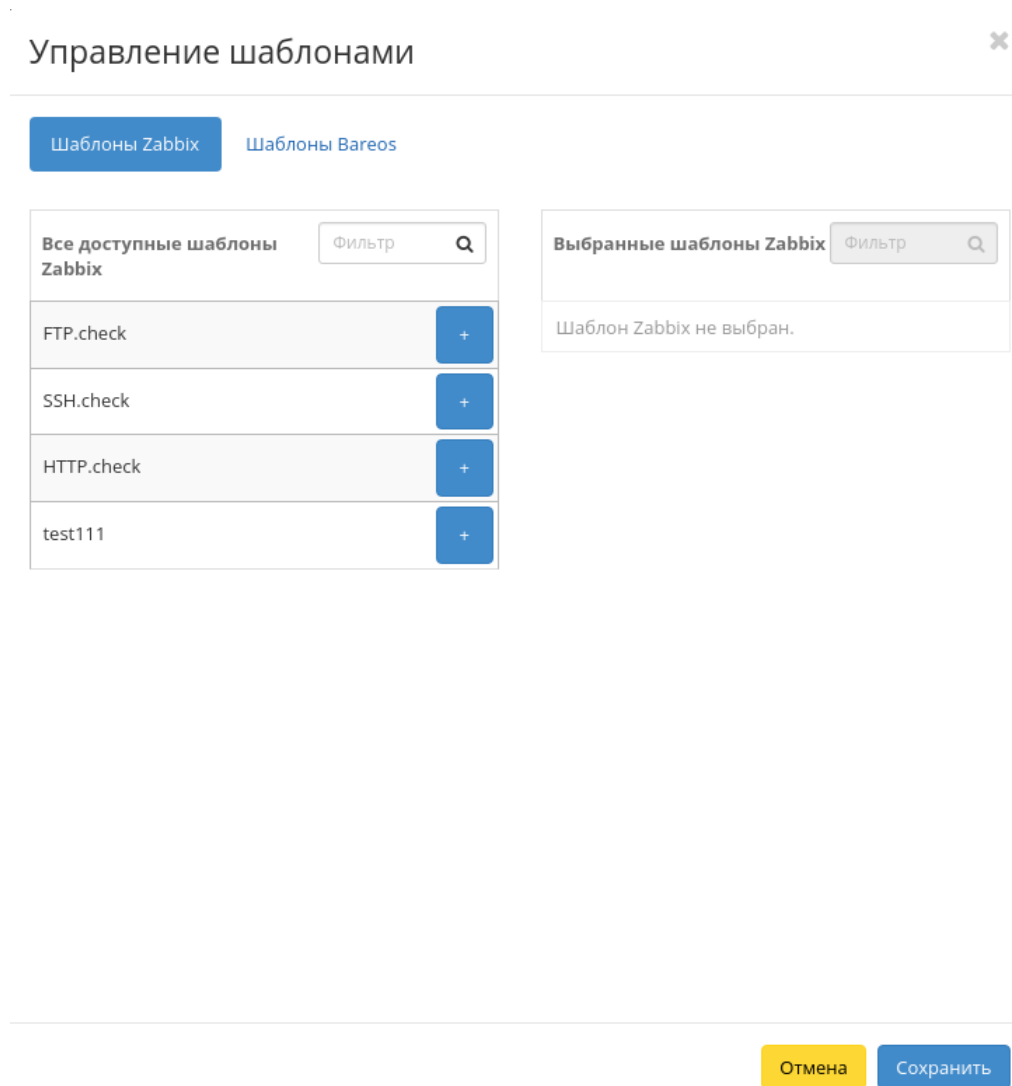 Управление шаблонами
×
Шаблоны Zabbix
Шаблоны Bareos
Все доступные шаблоны
Zabbix
Фильтр
FTP.check
+
SSH.check
+
HTTP.check
+
test111
+
Выбранные шаблоны Zabbix
Фильтр
Шаблон Zabbix не выбран.
Отмена
Сохранить